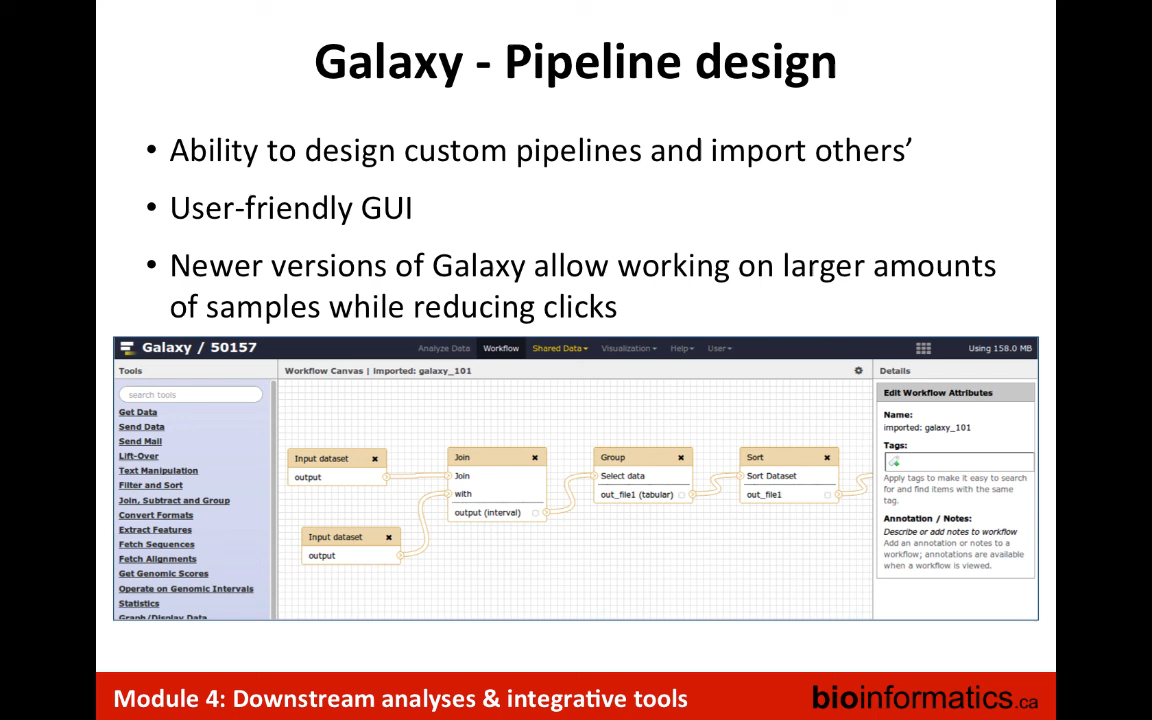 Galaxy - Pipeline design
• Ability to design custom pipelines and import others’
• User-friendly GUI
• Newer versions of Galaxy allow working on larger amounts
of samples while reducing clicks
Galaxy / 50157
Analyze Data Workflow Shared Data Visualization Help User Using 158.0 MB
Tools
search tools
Get Data
Send Data
Send Mail
Lift-Over
Text Manipulation
Filter and Sort
Join, Subtract and Group
Convert Formats
Extract Features
Fetch Sequences
Fetch Alignments
Get Genomic Scores
Operate on Genomic Intervals
Statistics
Graph/Display Data
Workflow Canvas | imported: galaxy_101
Input dataset
output
Input dataset
output
Join
Join
with
output (interval)
Group
Select data
out_file1 (tabular)
Sort
Sort Dataset
out_file1
Details
Edit Workflow Attributes
Name:
imported: galaxy_101
Tags:
Apply tags to make it easy to search
for and find items with the same
tag.
Annotation / Notes:
Describe or add notes to workflow
Add an annotation or notes to a
workflow; annotations are available
when a workflow is viewed.
Module 4: Downstream analyses & integrative tools
bioinformatics.ca